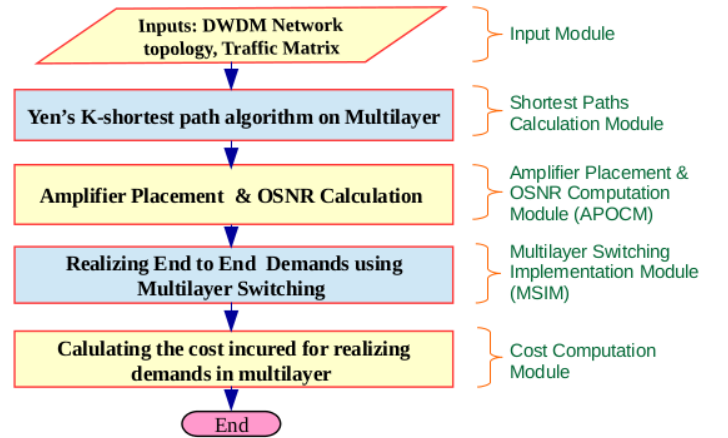 Inputs: DWDM Network
topology, Traffic Matrix
Input Module
Yen's K-shortest path algorithm on Multilayer
Shortest Paths
Calculation Module
Amplifier Placement & OSNR Calculation
Amplifier Placement &
OSNR Computation
Module (APOCM)
Realizing End to End Demands using
Multilayer Switching
Multilayer Switching
Implementation Module
(MSIM)
Calulating the cost incured for realizing
demands in multilayer
Cost Computation
Module
End